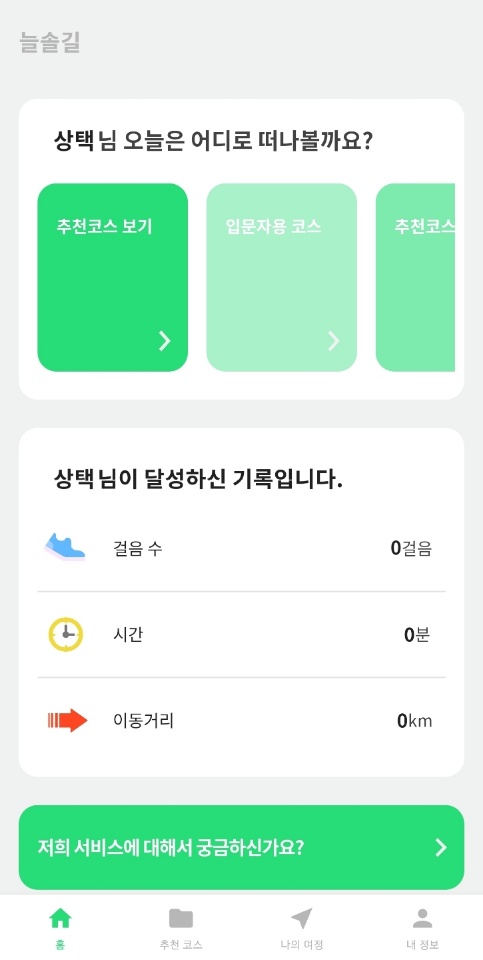 늘솔길
상택님 오늘은 어디로 떠나볼까요?
추천코스 보기
입문자용 코스
추천코스
상택님이 달성하신 기록입니다.
걸음 수 0걸음
시간 0분
이동거리 0km
저희 서비스에 대해서 궁금하신가요?
홈 추천 코스 나의 여정 내 정보